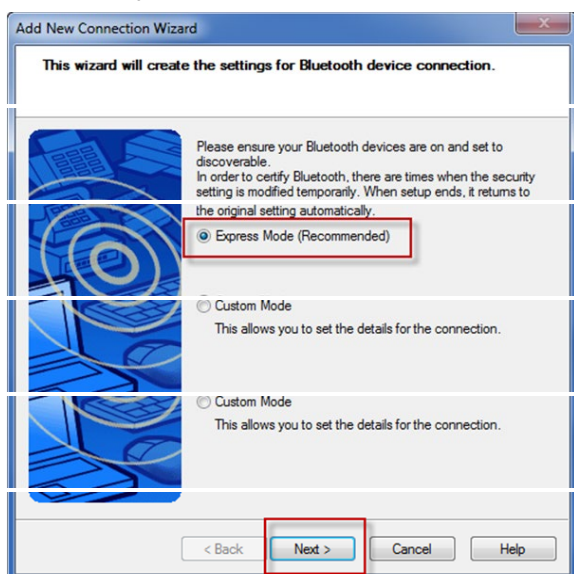 Add New Connection Wizard
This wizard will create the settings for Bluetooth device connection.
Please ensure your Bluetooth devices are on and set to
discoverable.
In order to certify Bluetooth, there are times when the security
setting is modified temporarily. When setup ends, it returns to
the original setting automatically.
Express Mode (Recommended)
Custom Mode
This allows you to set the details for the connection.
Custom Mode
This allows you to set the details for the connection.
< Back Next > Cancel Help